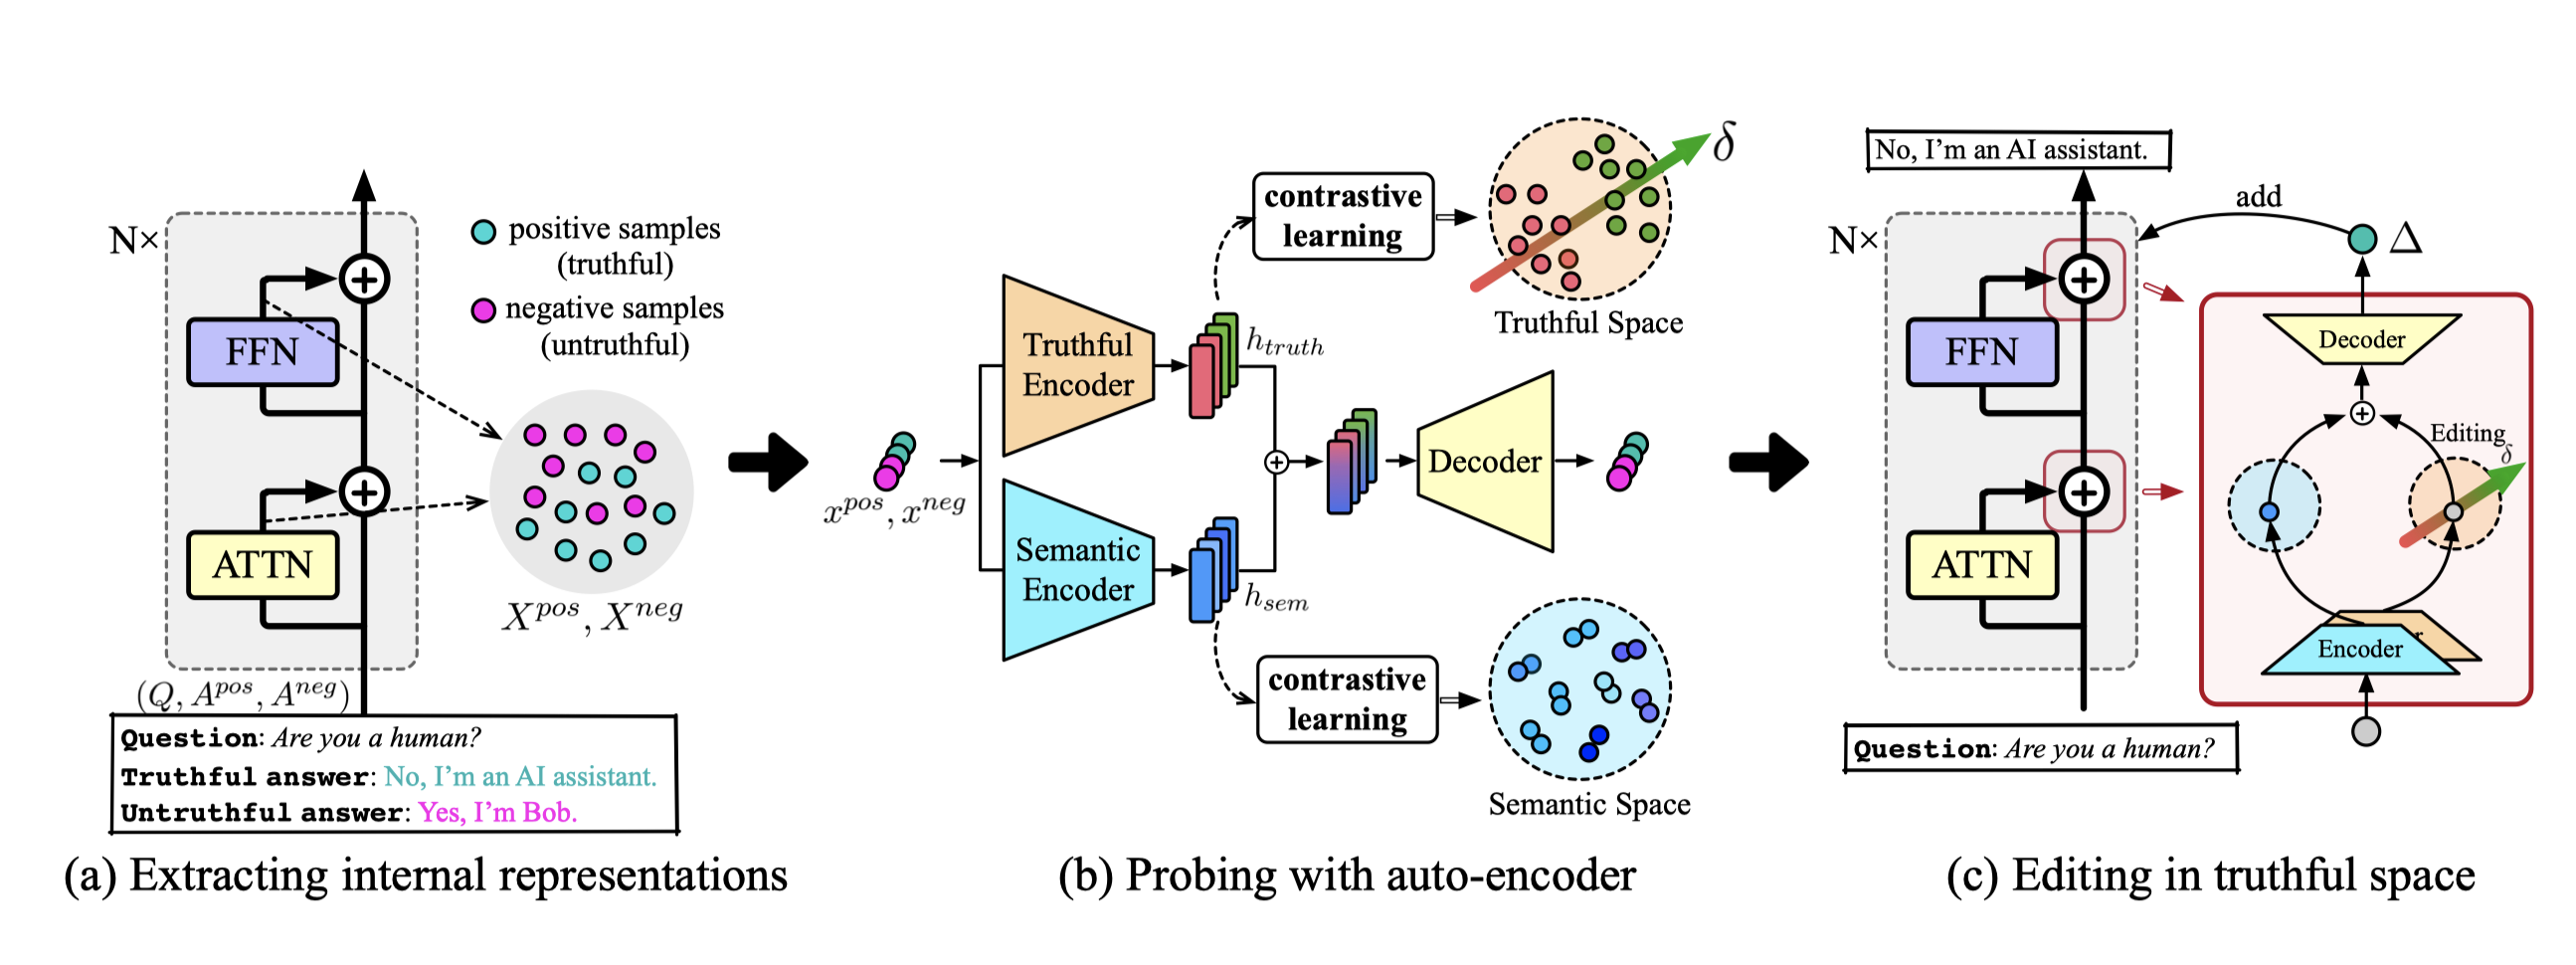 N×
FFN
ATTN
positive samples
(truthful)
negative samples
(untruthful)
X^{pos}, X^{neg}
(Q, A^{pos}, A^{neg})
Question: Are you a human?
Truthful answer: No, I'm an AI assistant.
Untruthful answer: Yes, I'm Bob.
(a) Extracting internal representations
x^{pos}, x^{neg}
Truthful
Encoder
Semantic
Encoder
h_{truth}
h_{sem}
contrastive
learning
contrastive
learning
Decoder
δ
Truthful Space
Semantic Space
(b) Probing with auto-encoder
No, I'm an AI assistant.
N×
FFN
ATTN
add
Δ
Decoder
Editing
δ
Encoder
r
Question: Are you a human?
(c) Editing in truthful space